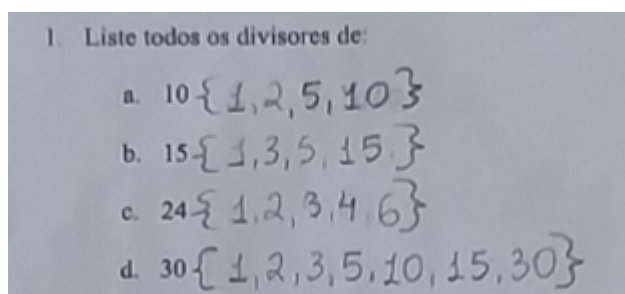 1. Liste todos os divisores de:
a. 10 {1,2,5,10}
b. 15 {1,3,5,15}
c. 24 {1,2,3,4,6}
d. 30 {1,2,3,5,10,15,30}